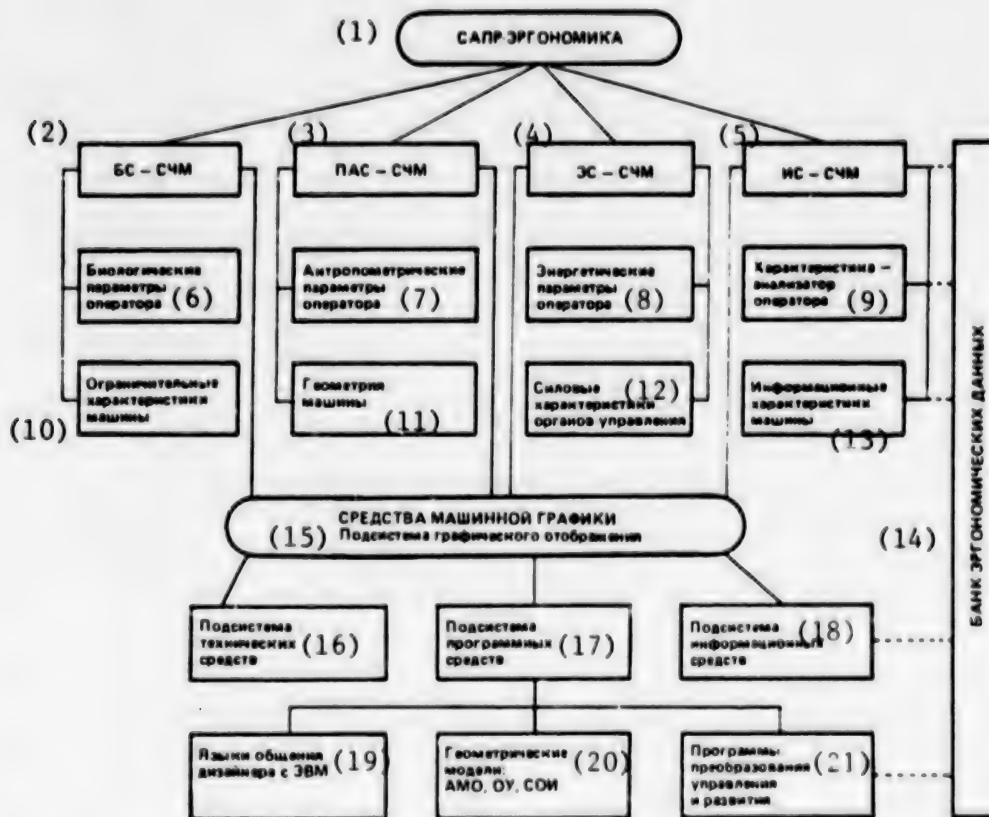 (1)
САПР-ЭРГОНОМИКА
(2)
(3)
(4)
(5)
БС – СЧМ
ПАС – СЧМ
ЭС – СЧМ
ИС – СЧМ
Биологические
параметры
оператора (6)
Антропометрические
параметры
оператора (7)
Энергетические
параметры
оператора (8)
Характеристика –
анализатор
оператора (9)
Ограничительные
характеристики
машины
(10)
Геометрия
машины
(11)
Силовые (12)
характеристики
органов управления
Информационные
характеристики
машины
(13)
БАНК ЭРГОНОМИЧЕСКИХ ДАННЫХ
(14)
СРЕДСТВА МАШИННОЙ ГРАФИКИ
(15) Подсистема графического отображения
Подсистема
технических (16)
средств
Подсистема
программных (17)
средств
Подсистема (18)
информационных
средств
Языки общения
дизайнера с ЭВМ (19)
Геометрические
модели: (20)
АМО, ОУ, СОИ
Программы
преобразования (21)
управления
и развития